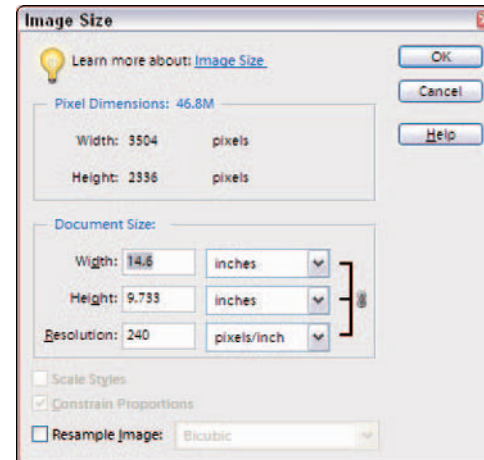 Image Size
Learn more about: Image Size
OK
Cancel
Help
Pixel Dimensions: 46.8M
Width: 3504 pixels
Height: 2336 pixels
Document Size:
Width: 14.6 inches
Height: 9.733 inches
Resolution: 240 pixels/inch
Scale Styles
Constrain Proportions
Resample Image: Bicubic